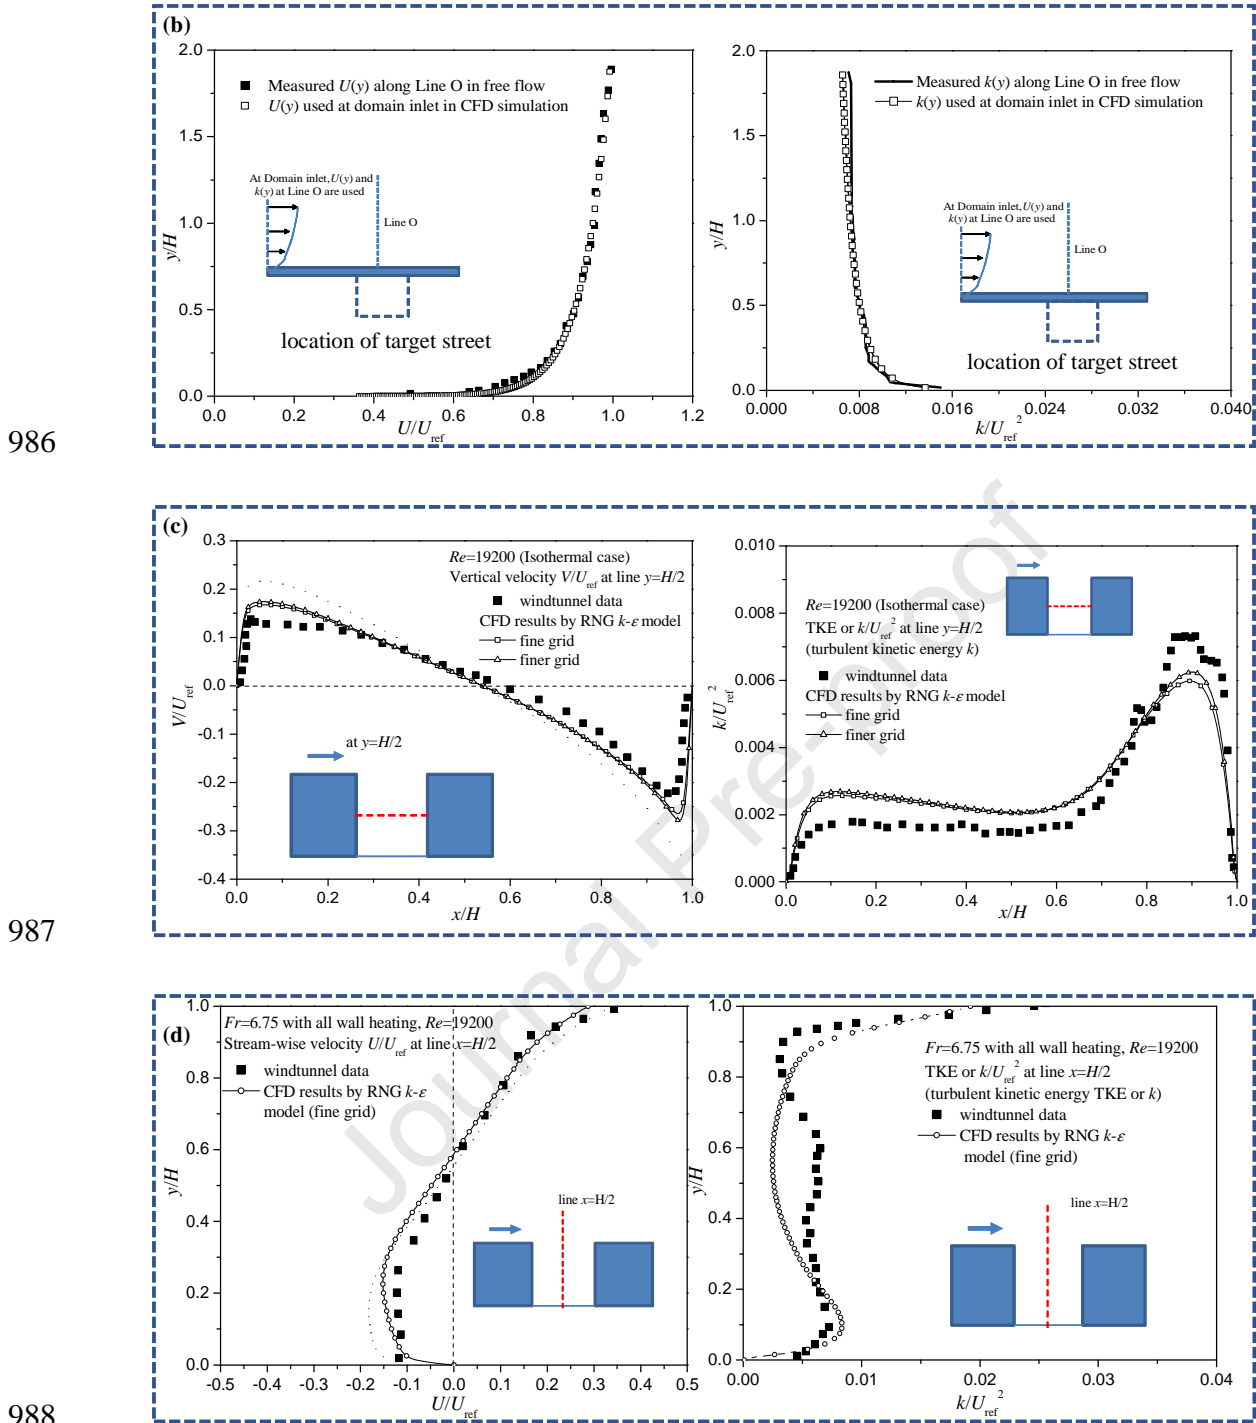 (b)
2.0
1.5
1.0
0.5
0.0
y/H
Measured U(y) along Line O in free flow
U(y) used at domain inlet in CFD simulation
At Domain inlet, U(y) and
k(y) at Line O are used
Line O
location of target street
0.0 0.2 0.4 0.6 0.8 1.0 1.2
U/Uref
2.0
1.5
1.0
0.5
0.0
y/H
Measured k(y) along Line O in free flow
k(y) used at domain inlet in CFD simulation
At Domain inlet, U(y) and
k(y) at Line O are used
Line O
location of target street
0.000 0.008 0.016 0.024 0.032 0.040
k/Uref²
986
(c)
0.3
0.2
0.1
0.0
-0.1
-0.2
-0.3
-0.4
V/Uref
Re=19200 (Isothermal case)
Vertical velocity V/Uref at line y=H/2
windtunnel data
CFD results by RNG k-ε model
fine grid
finer grid
at y=H/2
0.0 0.2 0.4 0.6 0.8 1.0
x/H
0.010
0.008
0.006
0.004
0.002
0.000
k/Uref²
Re=19200 (Isothermal case)
TKE or k/Uref² at line y=H/2
(turbulent kinetic energy k)
windtunnel data
CFD results by RNG k-ε model
fine grid
finer grid
0.0 0.2 0.4 0.6 0.8 1.0
x/H
987
(d)
1.0
0.8
0.6
0.4
0.2
0.0
y/H
Fr=6.75 with all wall heating, Re=19200
Stream-wise velocity U/Uref at line x=H/2
windtunnel data
CFD results by RNG k-ε
model (fine grid)
line x=H/2
-0.5 -0.4 -0.3 -0.2 -0.1 0.0 0.1 0.2 0.3 0.4 0.5
U/Uref
1.0
0.8
0.6
0.4
0.2
0.0
y/H
Fr=6.75 with all wall heating, Re=19200
TKE or k/Uref² at line x=H/2
(turbulent kinetic energy TKE or k)
windtunnel data
CFD results by RNG k-ε
model (fine grid)
line x=H/2
0.00 0.01 0.02 0.03 0.04
k/Uref²
988
Journal Pre-proof